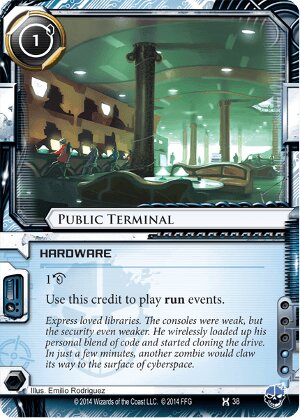 1
PUBLIC TERMINAL
HARDWARE
1
Use this credit to play run events.
Express loved libraries. The consoles were weak, but
the security even weaker. He wirelessly loaded up his
personal blend of code and started cloning the drive.
In just a few minutes, another zombie would claw
its way to the surface of cyberspace.
Illus. Emilio Rodriguez
© 2014 Wizards of the Coast LLC. © 2014 FFG 38